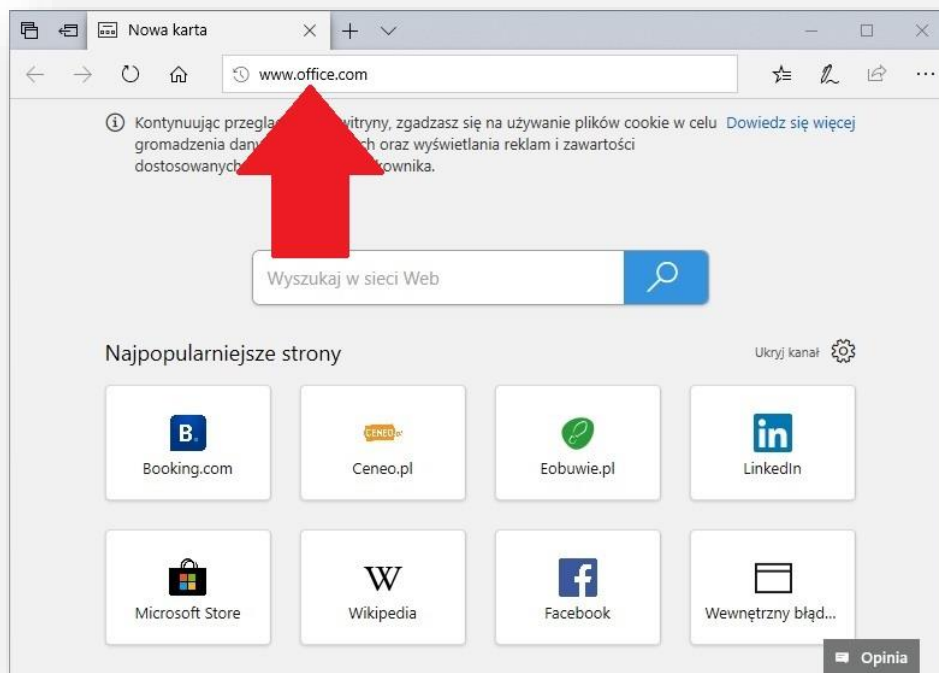 Nowa karta
www.office.com
Kontynuując przeglą witryny, zgadzasz się na używanie plików cookie w celu Dowiedz się więcej
gromadzenia dan ch oraz wyświetlania reklam i zawartości
dostosowanych kownika.
Wyszukaj w sieci Web
Najpopularniejsze strony Ukryj kanał
B.
CENEO
in
Booking.com Ceneo.pl Eobuwie.pl LinkedIn
W
f
Microsoft Store Wikipedia Facebook Wewnętrzny błąd...
Opinia